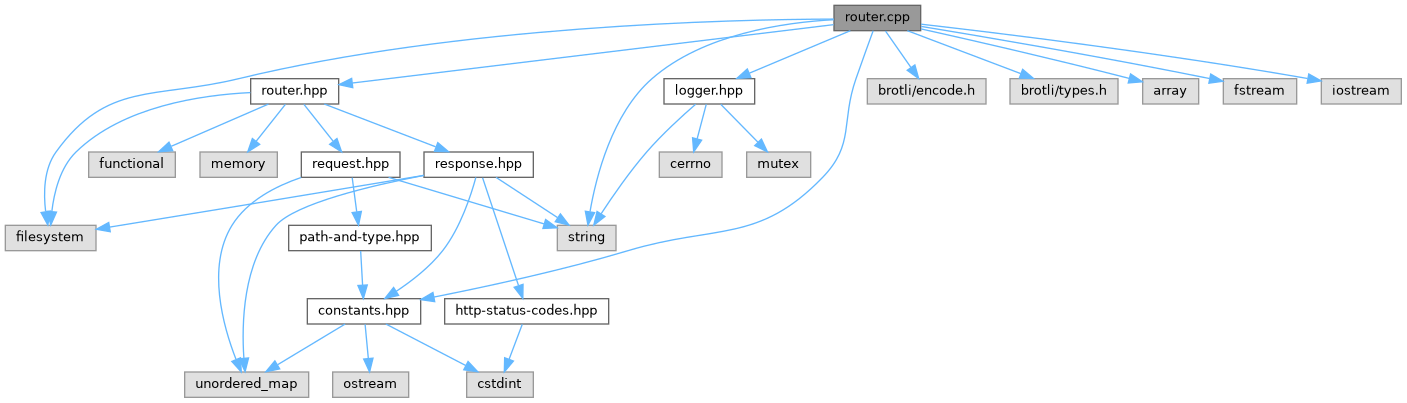 router.cpp
router.hpp
logger.hpp
brotli/encode.h
brotli/types.h
array
fstream
iostream
functional
memory
request.hpp
response.hpp
cerrno
mutex
filesystem
path-and-type.hpp
string
constants.hpp
http-status-codes.hpp
unordered_map
ostream
cstdint